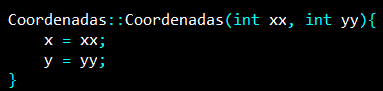 Coordenadas::Coordenadas(int xx, int yy){
    x = xx;
    y = yy;
}